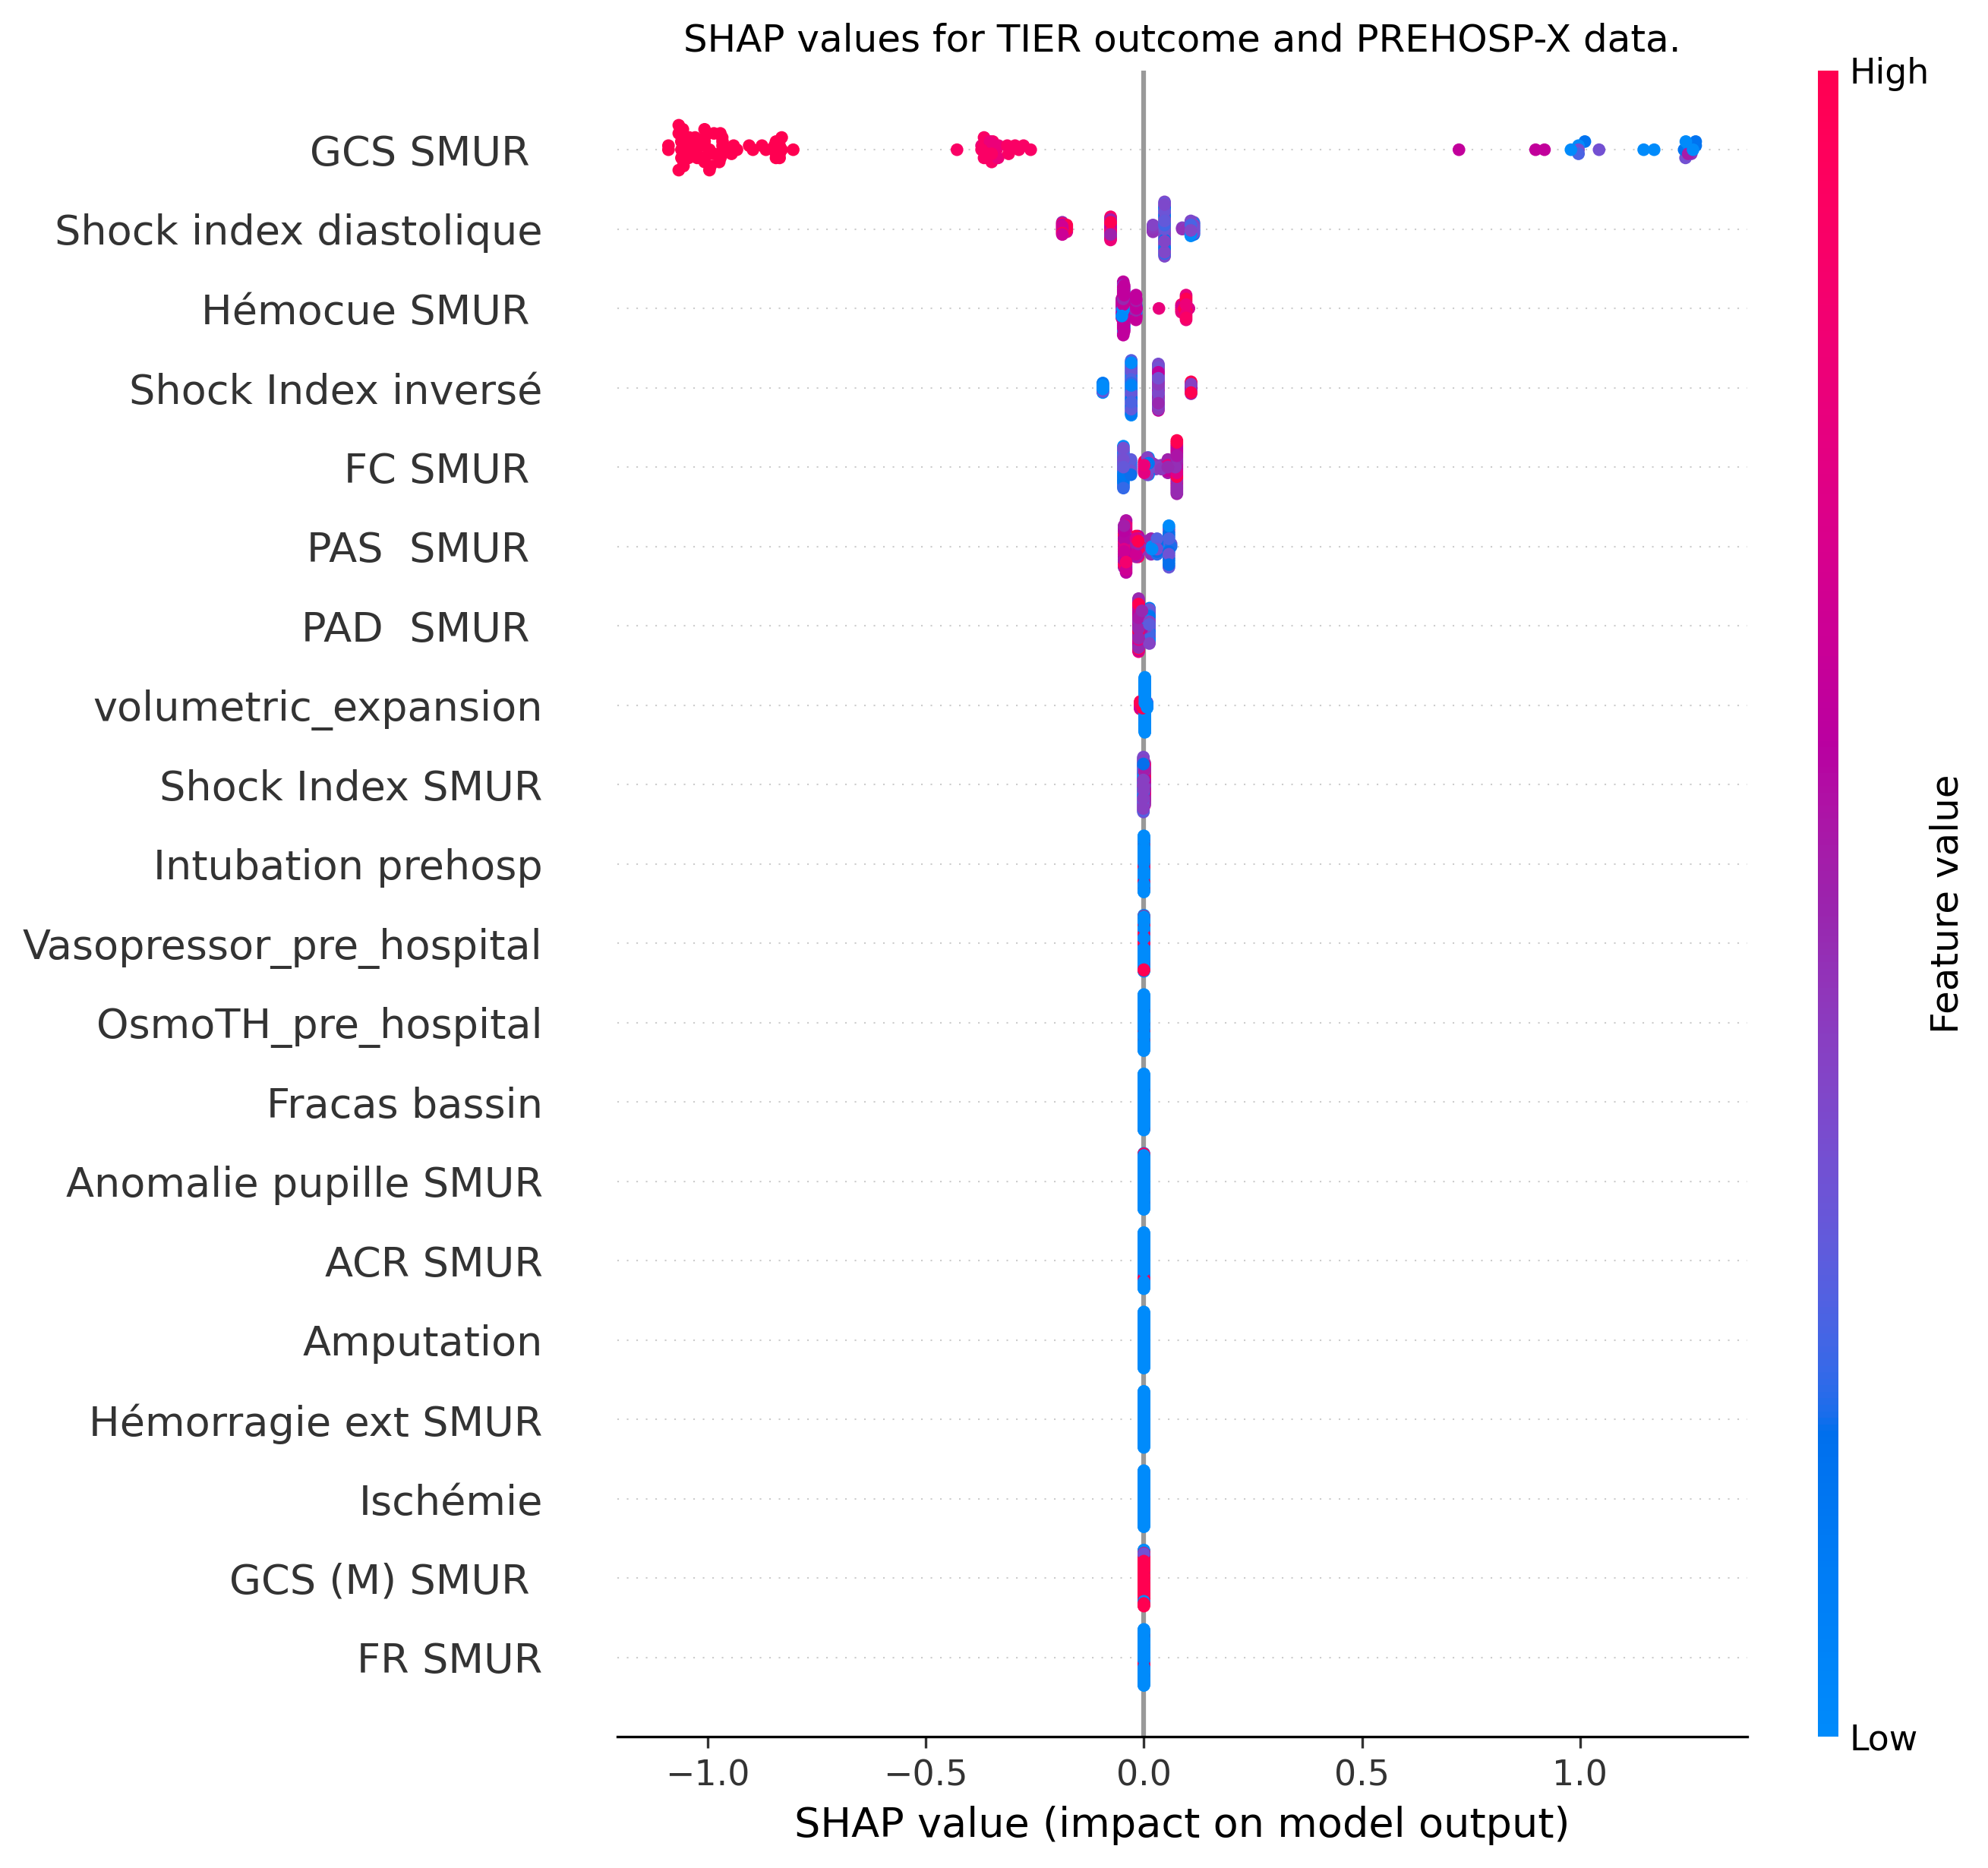 SHAP values for TIER outcome and PREHOSP-X data.
High
GCS SMUR
Shock index diastolique
Hémocue SMUR
Shock Index inversé
FC SMUR
PAS  SMUR
PAD  SMUR
volumetric_expansion
Shock Index SMUR
Intubation prehosp
Vasopressor_pre_hospital
OsmoTH_pre_hospital
Fracas bassin
Anomalie pupille SMUR
ACR SMUR
Amputation
Hémorragie ext SMUR
Ischémie
GCS (M) SMUR
FR SMUR
Feature value
Low
−1.0 −0.5 0.0 0.5 1.0
SHAP value (impact on model output)